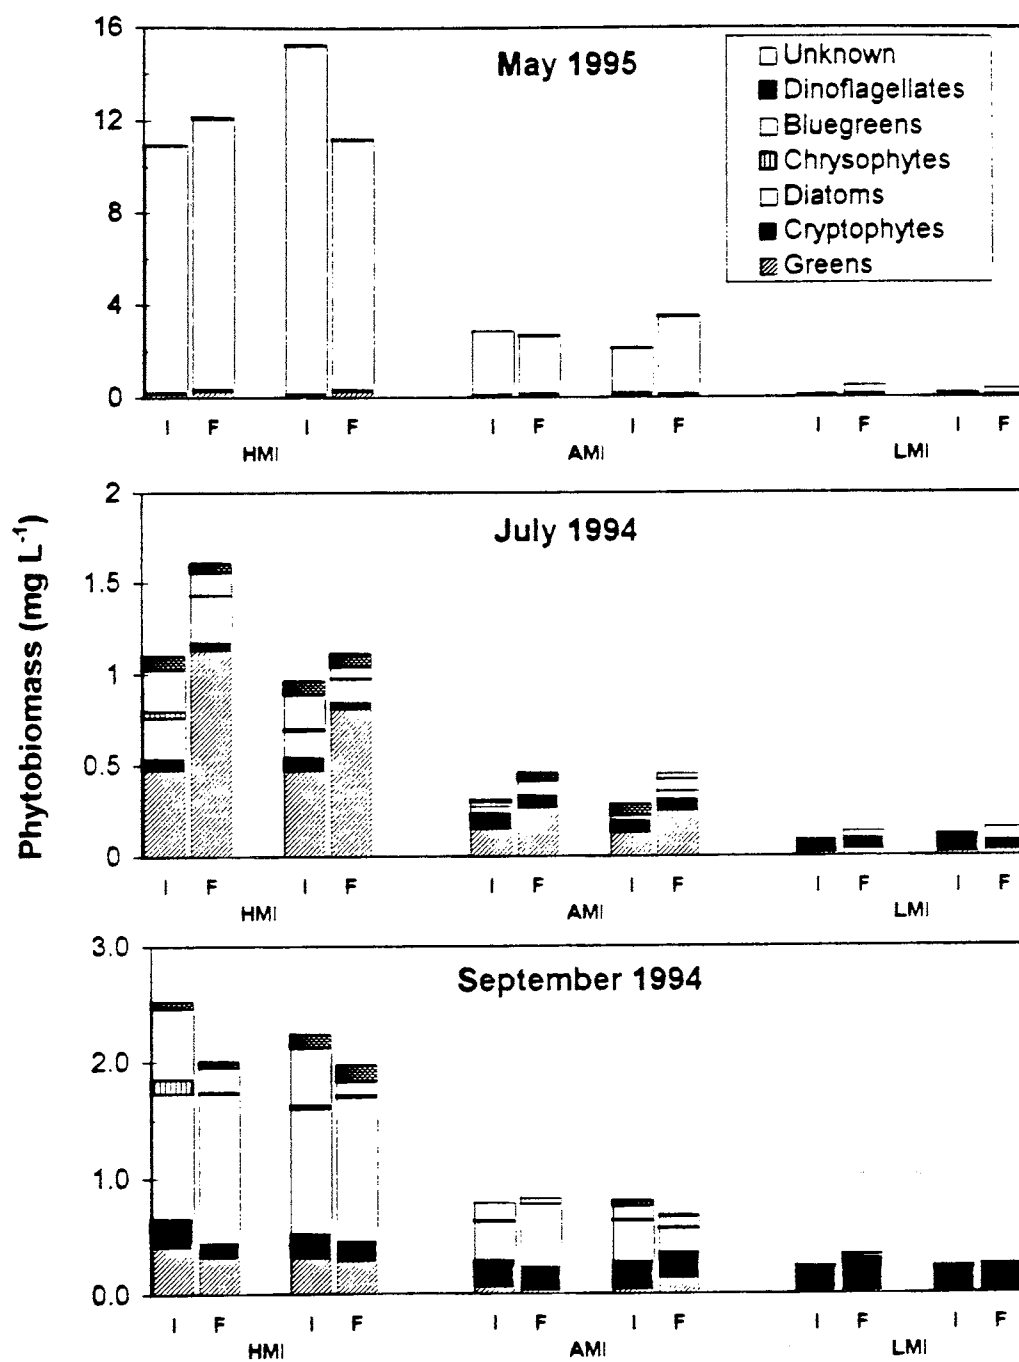 16
12
8
4
0
May 1995
Unknown
Dinoflagellates
Bluegreens
Chrysophytes
Diatoms
Cryptophytes
Greens
I F I F I F I F I F I F
HMI AMI LMI
Phytobiomass (mg L-1)
2
1.5
1
0.5
0
July 1994
I F I F I F I F I F I F
HMI AMI LMI
3.0
2.0
1.0
0.0
September 1994
I F I F I F I F I F I F
HMI AMI LMI